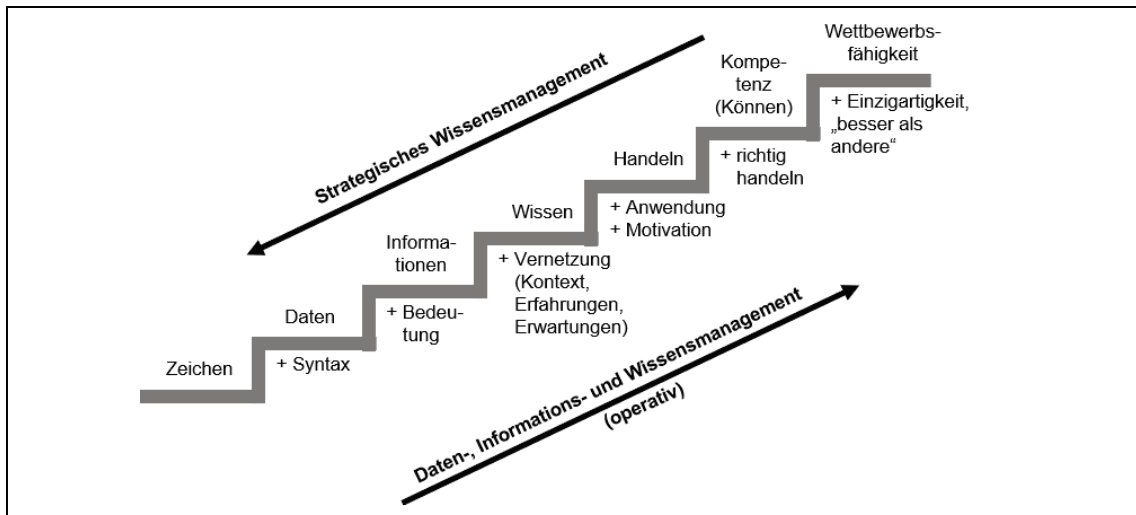 Wettbewerbs-
fähigkeit
+ Einzigartigkeit,
„besser als
andere“
Kompe-
tenz
(Können)
+ richtig
handeln
Handeln
+ Anwendung
+ Motivation
Wissen
+ Vernetzung
(Kontext,
Erfahrungen,
Erwartungen)
Informa-
tionen
+ Bedeu-
tung
Daten
+ Syntax
Zeichen
Strategisches Wissensmanagement
Daten-, Informations- und Wissensmanagement
(operativ)